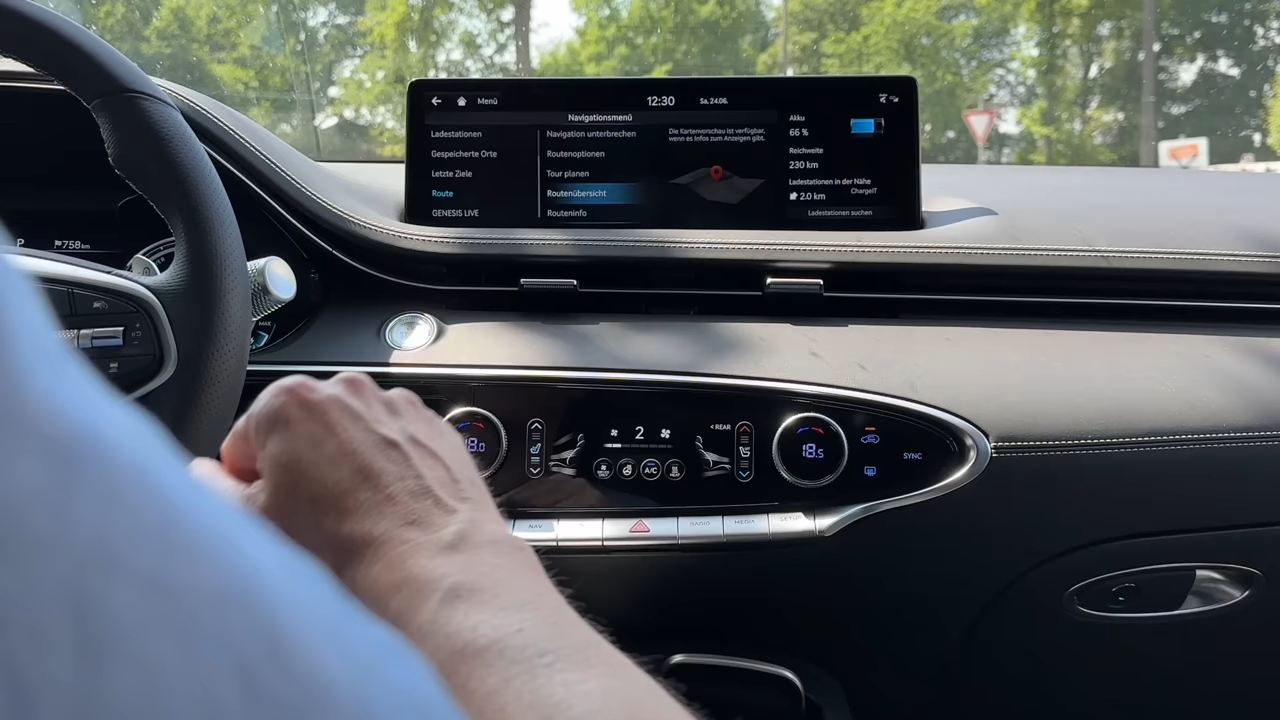 Menü
12:30
Sa. 24.06.
Navigationsmenü
Ladestationen
Gespeicherte Orte
Letzte Ziele
Route
GENESIS LIVE
Navigation unterbrechen
Routenoptionen
Tour planen
Routenübersicht
Routeninfo
Die Kartenvorschau ist verfügbar,
wenn es Infos zum Anzeigen gibt.
Akku
66 %
Reichweite
230 km
Ladestationen in der Nähe
ChargeIT
2.0 km
Ladestationen suchen
P
758 km
MAX
18.0
2
< REAR
A/C
18.5
SYNC
NAV
RADIO
MEDIA
SETUP